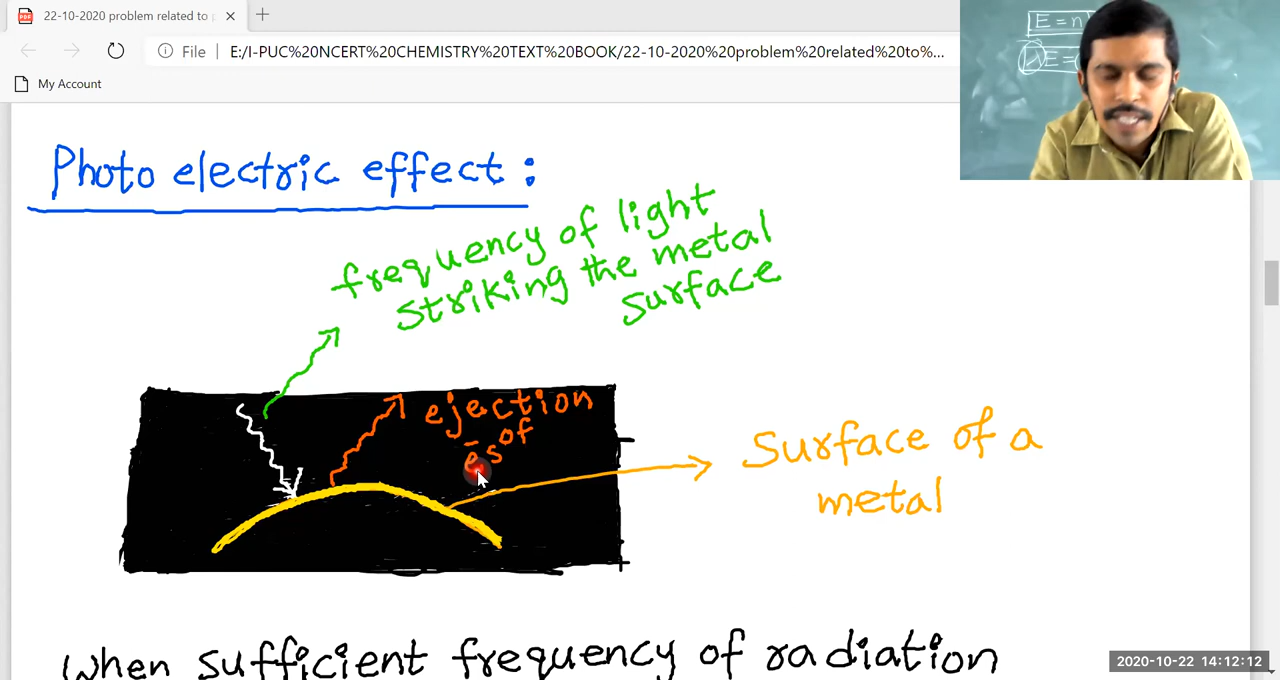 22-10-2020 problem related to
File
E:/I-PUC%20NCERT%20CHEMISTRY%20TEXT%20BOOK/22-10-2020%20problem%20related%20to%...
My Account
E = n
E =
Photo electric effect :
frequency of light
striking the metal
surface
ejection
of
ēs
Surface of a
metal
When sufficient frequency of radiation
2020-10-22 14:12:12